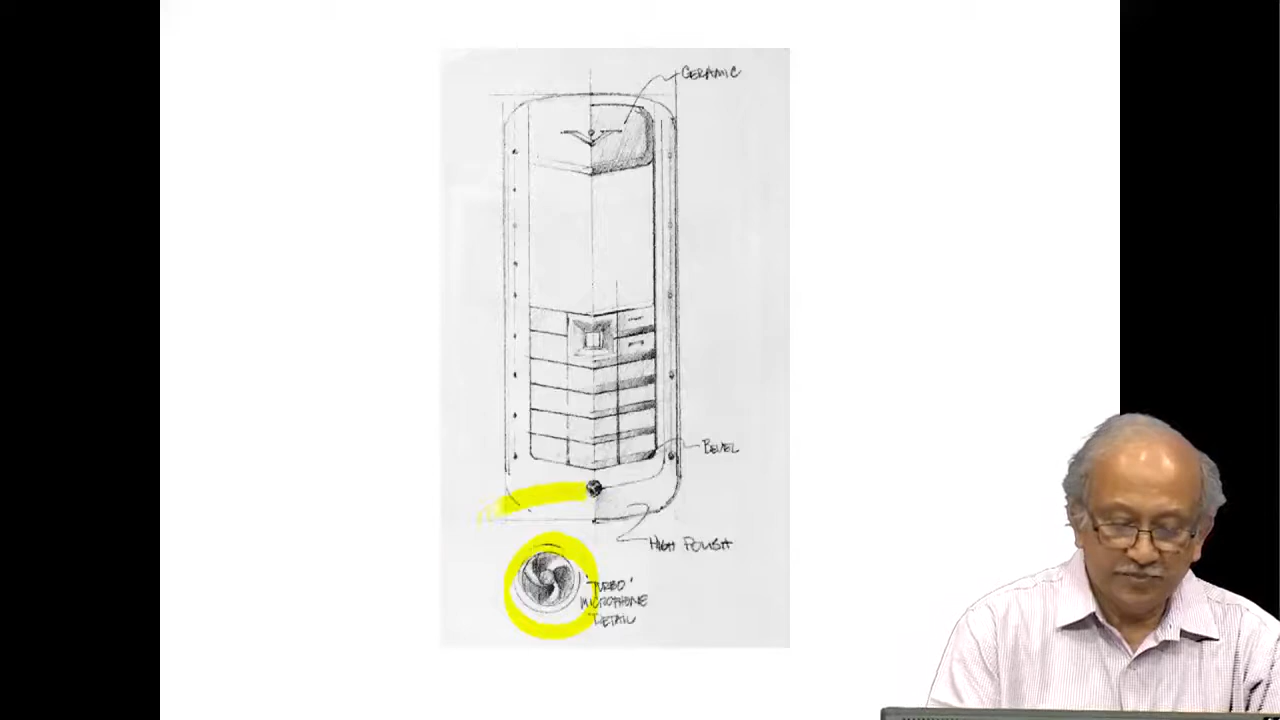 CERAMIC
BEVEL
HIGH POLISH
"TURBO"
MICROPHONE
DETAIL